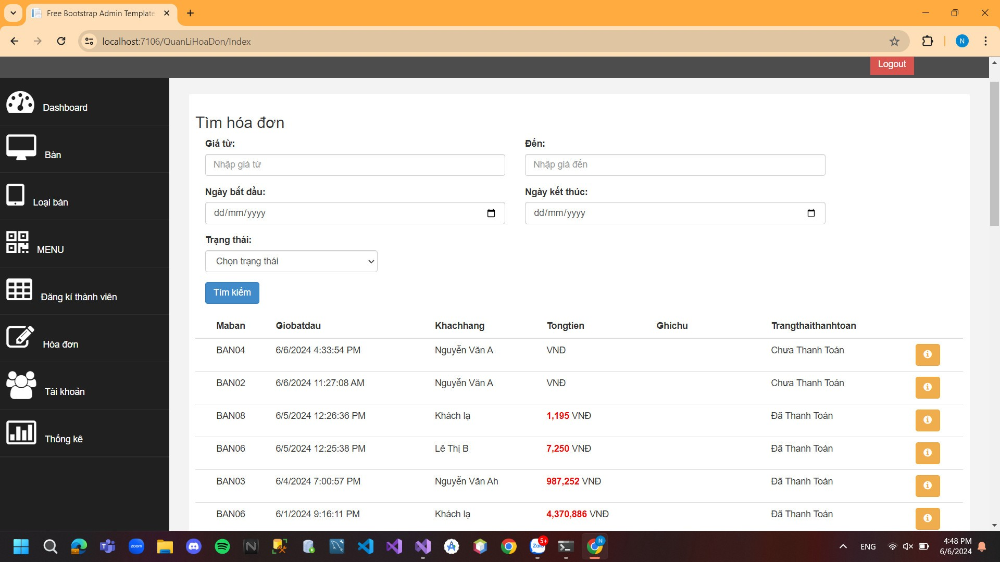 Free Bootstrap Admin Template
localhost:7106/QuanLiHoaDon/Index
N
Logout
Dashboard
Bàn
Loại bàn
MENU
Đăng kí thành viên
Hóa đơn
Tài khoản
Thống kê
Tìm hóa đơn
Giá từ: Đến:
Nhập giá từ Nhập giá đến
Ngày bắt đầu: Ngày kết thúc:
dd/mm/yyyy dd/mm/yyyy
Trạng thái:
Chọn trạng thái
Tìm kiếm
Maban Giobatdau Khachhang Tongtien Ghichu Trangthaithanhtoan
BAN04 6/6/2024 4:33:54 PM Nguyễn Văn A VNĐ Chưa Thanh Toán
BAN02 6/6/2024 11:27:08 AM Nguyễn Văn A VNĐ Chưa Thanh Toán
BAN08 6/5/2024 12:26:36 PM Khách lạ 1,195 VNĐ Đã Thanh Toán
BAN06 6/5/2024 12:25:38 PM Lê Thị B 7,250 VNĐ Đã Thanh Toán
BAN03 6/4/2024 7:00:57 PM Nguyễn Văn Ah 987,252 VNĐ Đã Thanh Toán
BAN06 6/1/2024 9:16:11 PM Khách lạ 4,370,886 VNĐ Đã Thanh Toán
zoom
Zalo
5+
N
ENG
4:48 PM
6/6/2024